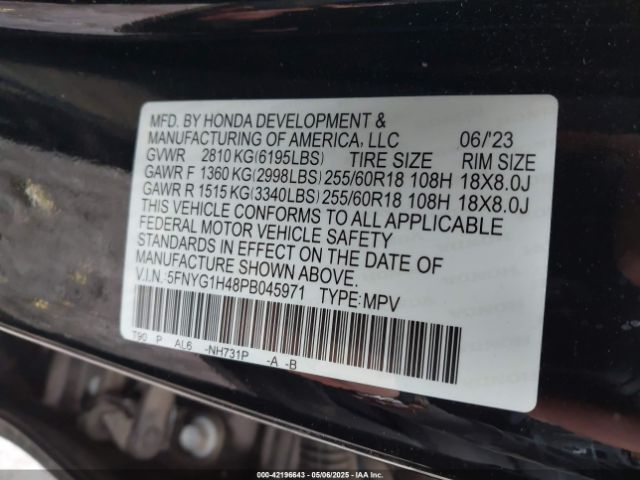 MFD. BY HONDA DEVELOPMENT &
MANUFACTURING OF AMERICA, LLC 06/'23
GVWR 2810 KG(6195LBS) TIRE SIZE RIM SIZE
GAWR F 1360 KG(2998LBS) 255/60R18 108H 18X8.0J
GAWR R 1515 KG(3340LBS) 255/60R18 108H 18X8.0J
THIS VEHICLE CONFORMS TO ALL APPLICABLE
FEDERAL MOTOR VEHICLE SAFETY
STANDARDS IN EFFECT ON THE DATE OF
MANUFACTURE SHOWN ABOVE.
V.I.N.:5FNYG1H48PB045971 TYPE:MPV
T90 P AL6 -NH731P -A -B
000-42196643 - 05/06/2025 - IAA Inc.